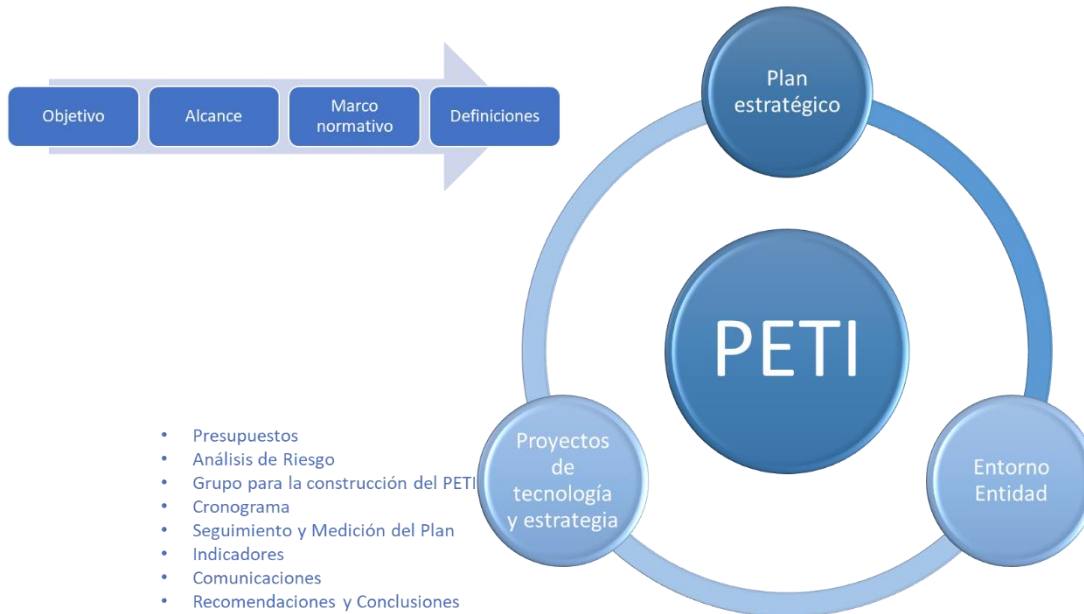 Objetivo
Alcance
Marco
normativo
Definiciones
Plan
estratégico
PETI
Proyectos
de
tecnología
y estrategia
Entorno
Entidad
• Presupuestos
• Análisis de Riesgo
• Grupo para la construcción del PETI
• Cronograma
• Seguimiento y Medición del Plan
• Indicadores
• Comunicaciones
• Recomendaciones y Conclusiones